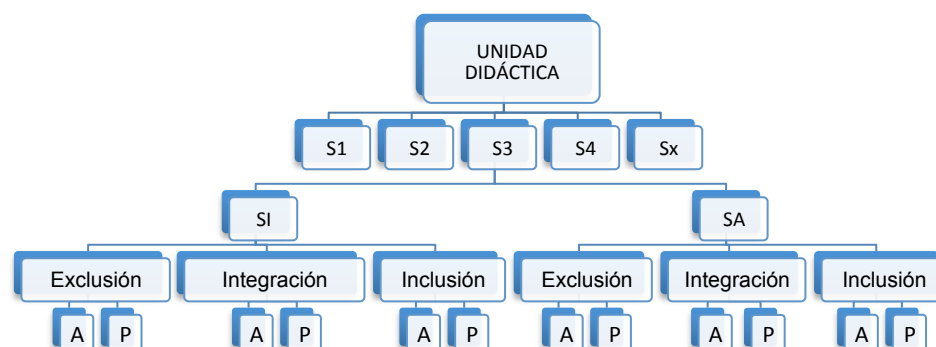 UNIDAD
DIDÁCTICA
S1 S2 S3 S4 Sx
SI SA
Exclusión Integración Inclusión Exclusión Integración Inclusión
A P A P A P A P A P A P